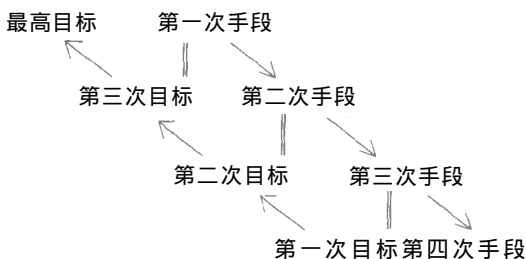 最高目标 第一次手段
第三次目标 第二次手段
第二次目标 第三次手段
第一次目标 第四次手段